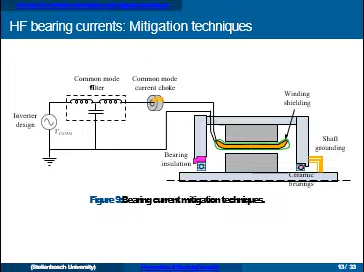 HF bearing currents: Mitigation techniques
Common mode
filter
Common mode
current choke
Winding
shielding
Inverter
design
Shaft
grounding
Bearing
insulation
Ceramic
bearings
Figure 9: Bearing current mitigation techniques.
(Stellenbosch University)
13 / 33